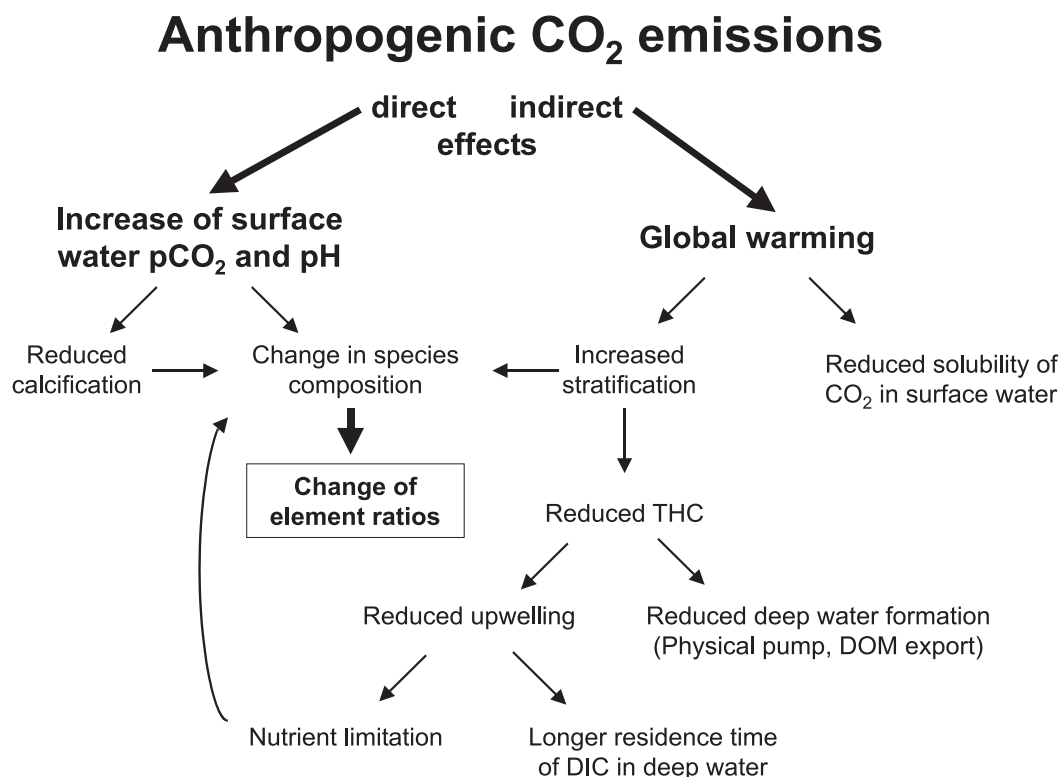 Anthropogenic CO₂ emissions
direct indirect
effects
Increase of surface
water pCO₂ and pH
Global warming
Reduced
calcification
Change in species
composition
Increased
stratification
Reduced solubility of
CO₂ in surface water
Change of
element ratios
Reduced THC
Reduced upwelling
Reduced deep water formation
(Physical pump, DOM export)
Nutrient limitation
Longer residence time
of DIC in deep water